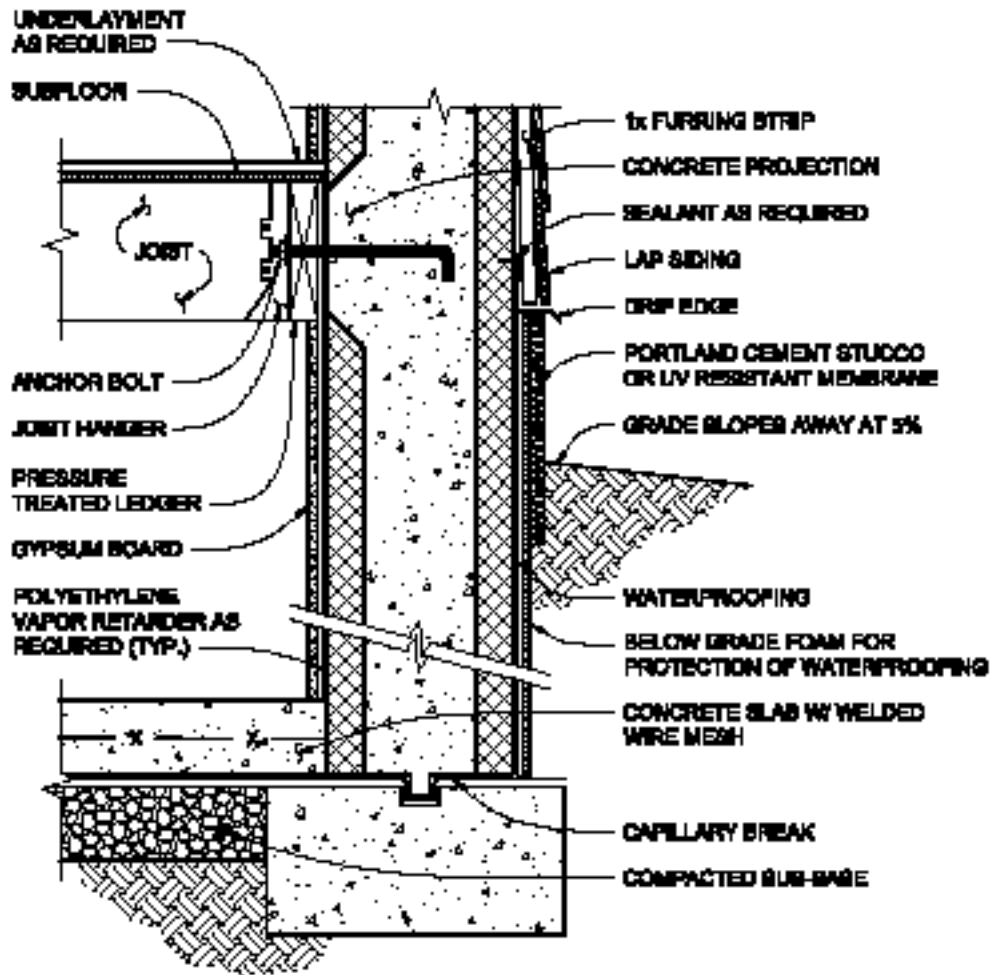 UNDERLAYMENT
AS REQUIRED
SUBFLOOR
JOIST
ANCHOR BOLT
JOIST HANGER
PRESSURE
TREATED LEDGER
GYPSUM BOARD
POLYETHYLENE
VAPOR RETARDER AS
REQUIRED (TYP.)
1x FURRING STRIP
CONCRETE PROJECTION
SEALANT AS REQUIRED
LAP SIDING
DRIP EDGE
PORTLAND CEMENT STUCCO
OR UV RESISTANT MEMBRANE
GRADE SLOPES AWAY AT 5%
WATERPROOFING
BELOW GRADE FOAM FOR
PROTECTION OF WATERPROOFING
CONCRETE SLAB W/ WELDED
WIRE MESH
CAPILLARY BREAK
COMPACTED SUB-BASE